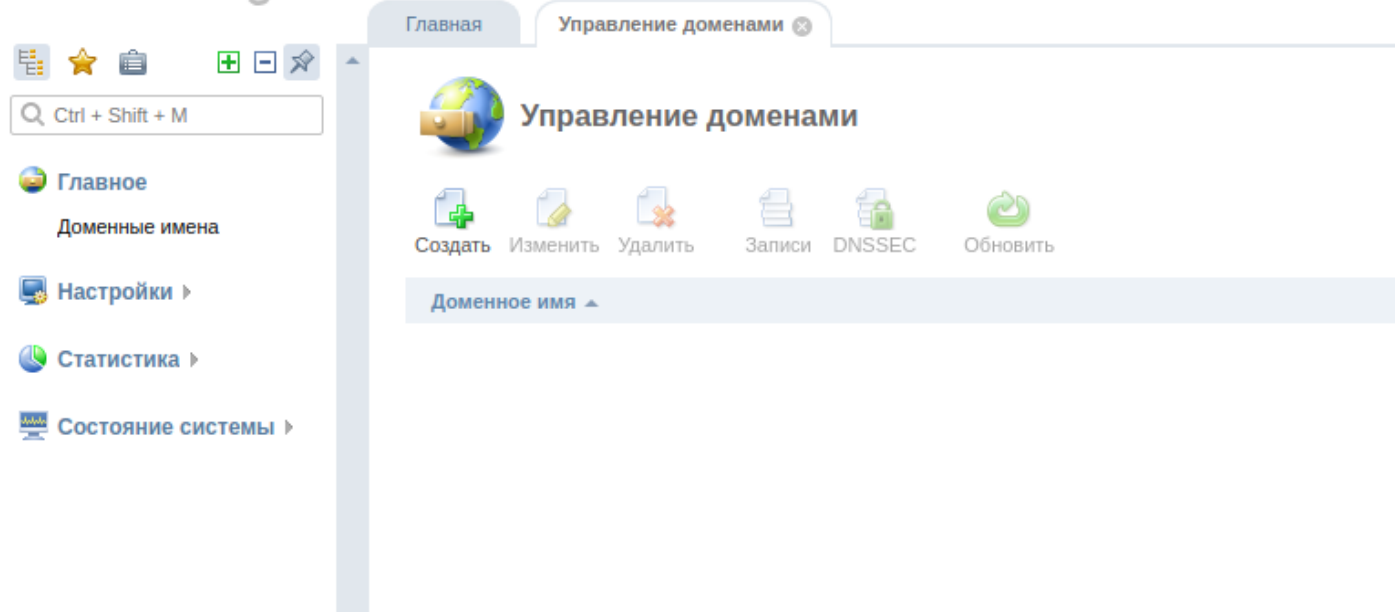 Главная
Управление доменами
Ctrl + Shift + M
Управление доменами
Главное
Доменные имена
Создать Изменить Удалить Записи DNSSEC Обновить
Настройки
Доменное имя
Статистика
Состояние системы